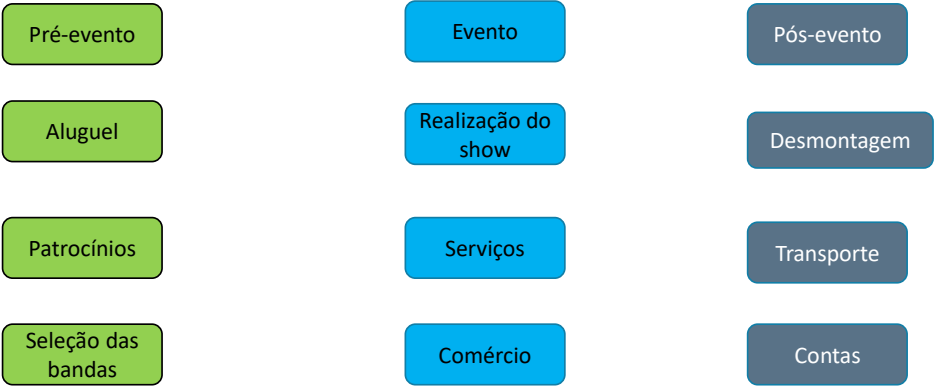 Pré-evento
Evento
Pós-evento
Aluguel
Realização do
show
Desmontagem
Patrocínios
Serviços
Transporte
Seleção das
bandas
Comércio
Contas